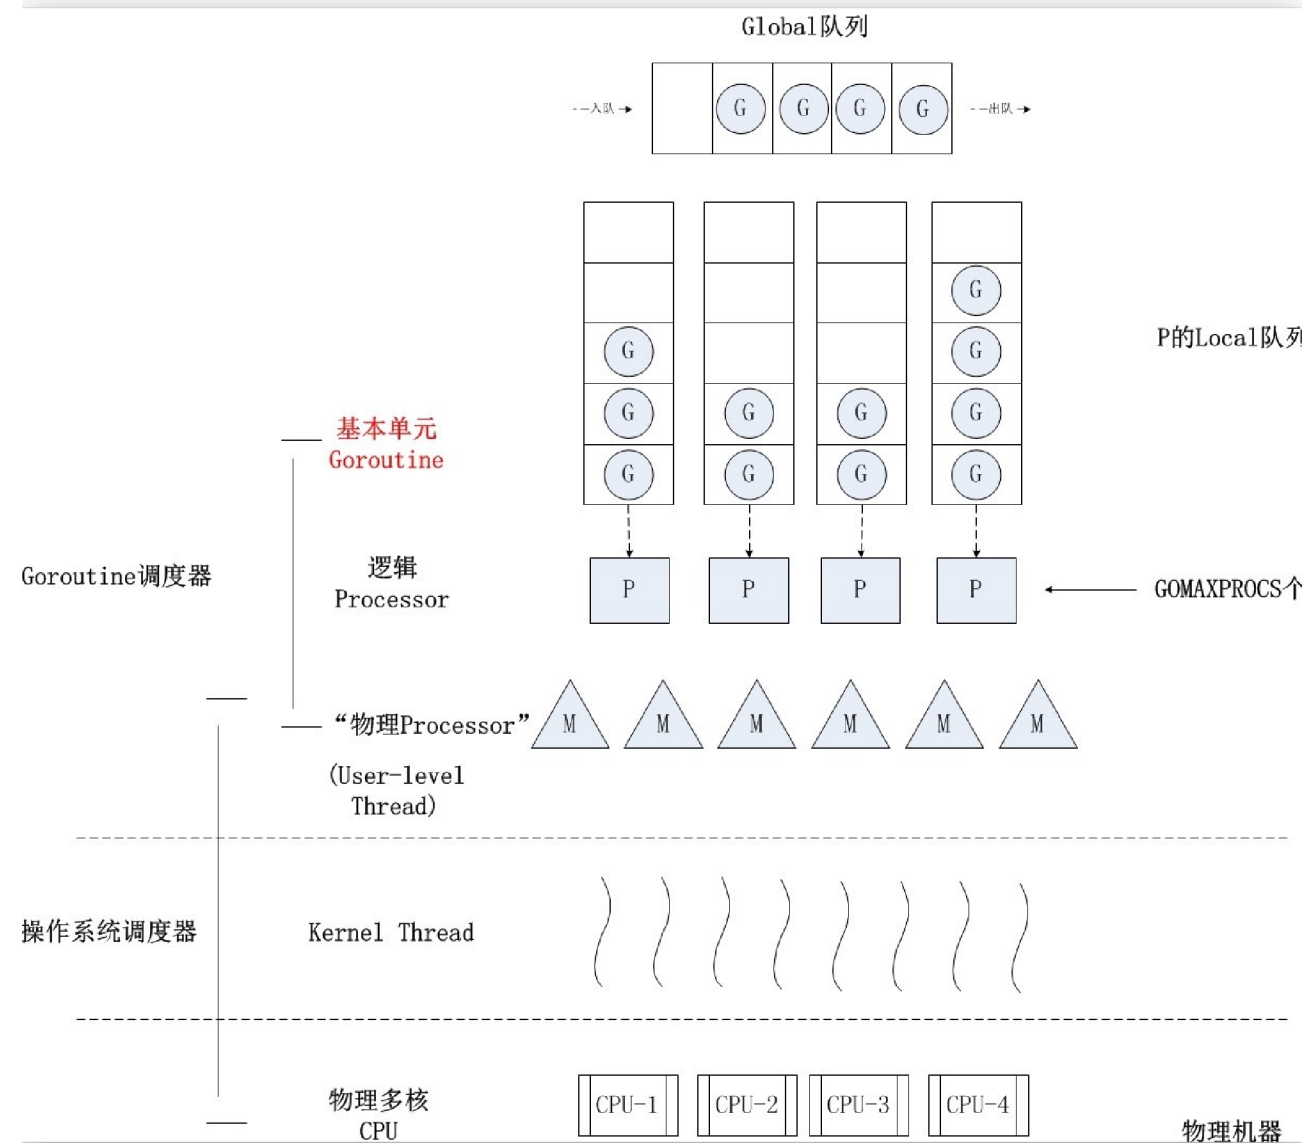 Global队列
--入队→
G G G G
--出队→
G
G
G G G G
G G G G
P的Local队列
基本单元
Goroutine
Goroutine调度器
逻辑
Processor
P P P P
GOMAXPROCS个
“物理Processor”
M M M M M M
(User-level
Thread)
操作系统调度器
Kernel Thread
物理多核
CPU
CPU-1 CPU-2 CPU-3 CPU-4
物理机器